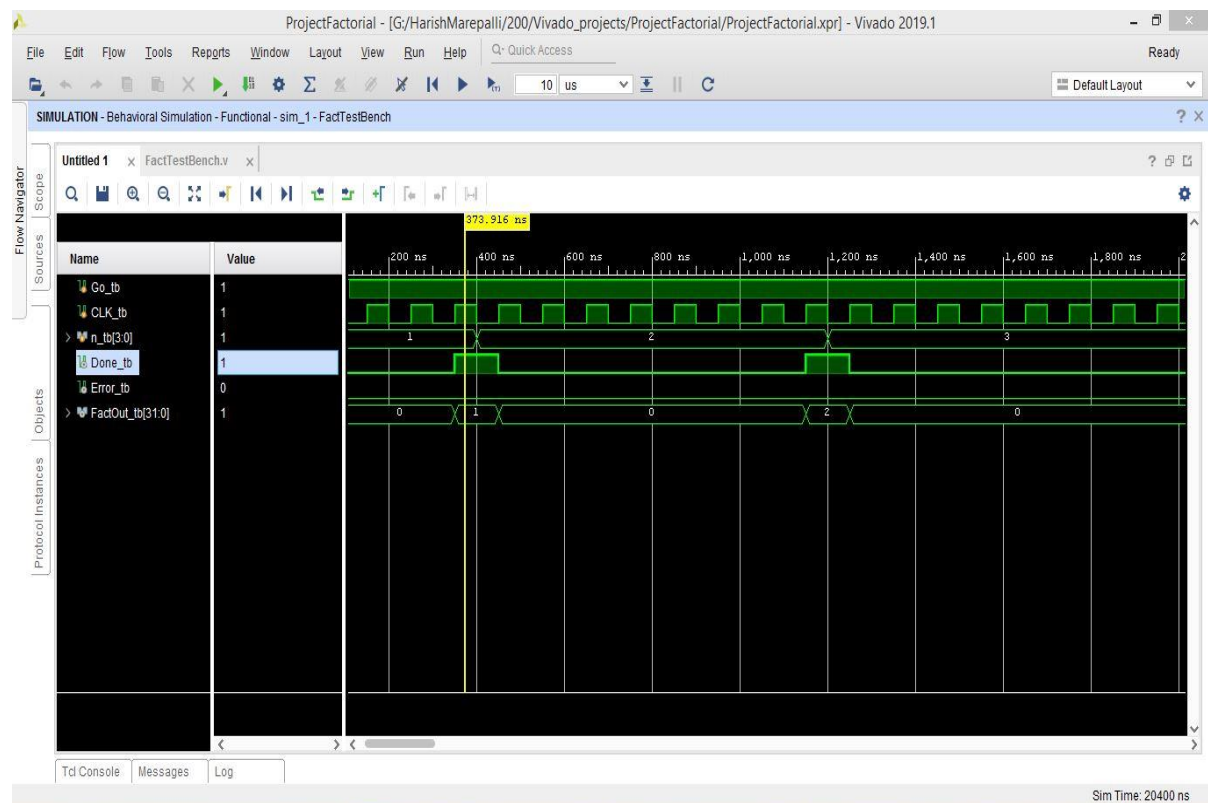 ProjectFactorial - [G:/HarishMarepalli/200/Vivado_projects/ProjectFactorial/ProjectFactorial.xpr] - Vivado 2019.1
File Edit Flow Tools Reports Window Layout View Run Help Q- Quick Access Ready
10 us Default Layout
SIMULATION - Behavioral Simulation - Functional - sim_1 - FactTestBench
Flow Navigator
Scope
Sources
Objects
Protocol Instances
Untitled 1 FactTestBench.v
373.916 ns
Name Value 200 ns 400 ns 600 ns 800 ns 1,000 ns 1,200 ns 1,400 ns 1,600 ns 1,800 ns 2
Go_tb 1
CLK_tb 1
n_tb[3:0] 1 1 2 3
Done_tb 1
Error_tb 0
FactOut_tb[31:0] 1 0 1 0 2 0
Tcl Console Messages Log
Sim Time: 20400 ns